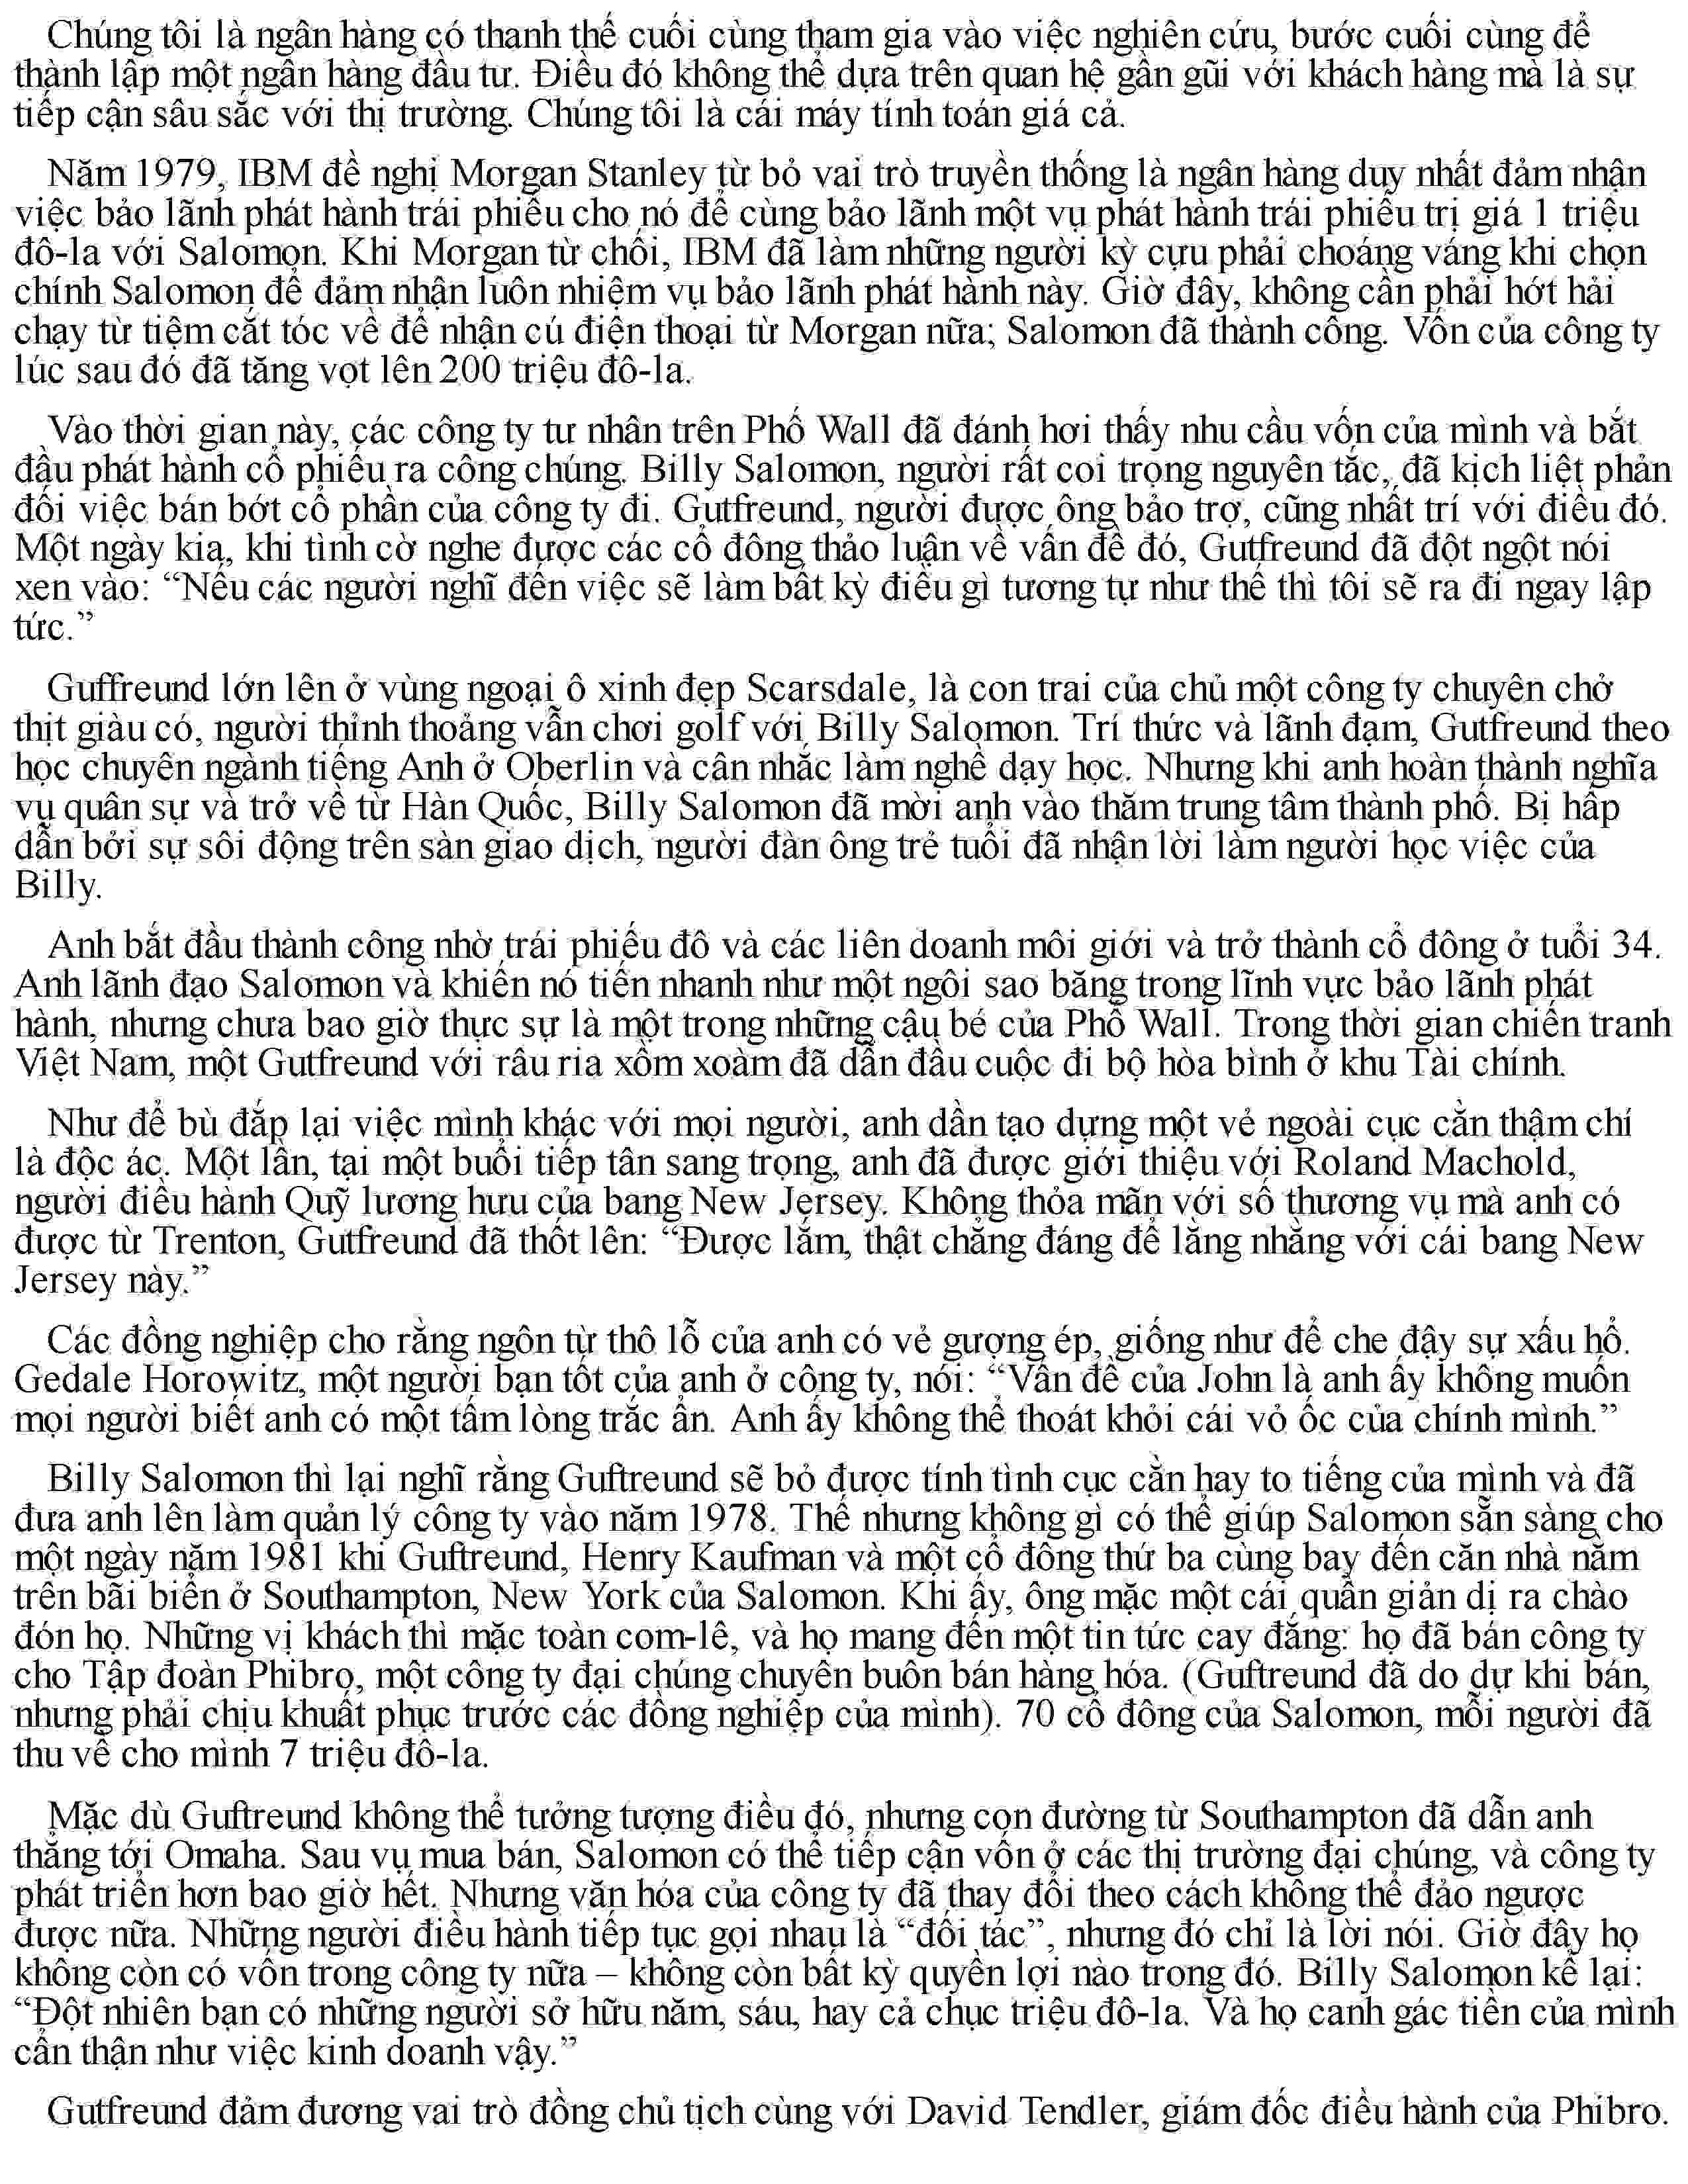 Chúng tôi là ngân hàng có thanh thế cuối cùng tham gia vào việc nghiên cứu, bước cuối cùng để
thành lập một ngân hàng đầu tư. Điều đó không thể dựa trên quan hệ gần gũi với khách hàng mà là sự
tiếp cận sâu sắc với thị trường. Chúng tôi là cái máy tính toán giá cả.
Năm 1979, IBM đề nghị Morgan Stanley từ bỏ vai trò truyền thống là ngân hàng duy nhất đảm nhận
việc bảo lãnh phát hành trái phiếu cho nó để cùng bảo lãnh một vụ phát hành trái phiếu trị giá 1 triệu
đô-la với Salomon. Khi Morgan từ chối, IBM đã làm những người kỳ cựu phải choáng váng khi chọn
chính Salomon để đảm nhận luôn nhiệm vụ bảo lãnh phát hành này. Giờ đây, không cần phải hớt hải
chạy từ tiệm cắt tóc về để nhận cú điện thoại từ Morgan nữa; Salomon đã thành công. Vốn của công ty
lúc sau đó đã tăng vọt lên 200 triệu đô-la.
Vào thời gian này, các công ty tư nhân trên Phố Wall đã đánh hơi thấy nhu cầu vốn của mình và bắt
đầu phát hành cổ phiếu ra công chúng. Billy Salomon, người rất coi trọng nguyên tắc, đã kịch liệt phản
đối việc bán bớt cổ phần của công ty đi. Gutfreund, người được ông bảo trợ, cũng nhất trí với điều đó.
Một ngày kia, khi tình cờ nghe được các cổ đông thảo luận về vấn đề đó, Gutfreund đã đột ngột nói
xen vào: “Nếu các người nghĩ đến việc sẽ làm bất kỳ điều gì tương tự như thế thì tôi sẽ ra đi ngay lập
tức.”
Guffreund lớn lên ở vùng ngoại ô xinh đẹp Scarsdale, là con trai của chủ một công ty chuyên chở
thịt giàu có, người thỉnh thoảng vẫn chơi golf với Billy Salomon. Trí thức và lãnh đạm, Gutfreund theo
học chuyên ngành tiếng Anh ở Oberlin và cân nhắc làm nghề dạy học. Nhưng khi anh hoàn thành nghĩa
vụ quân sự và trở về từ Hàn Quốc, Billy Salomon đã mời anh vào thăm trung tâm thành phố. Bị hấp
dẫn bởi sự sôi động trên sàn giao dịch, người đàn ông trẻ tuổi đã nhận lời làm người học việc của
Billy.
Anh bắt đầu thành công nhờ trái phiếu đô và các liên doanh môi giới và trở thành cổ đông ở tuổi 34.
Anh lãnh đạo Salomon và khiến nó tiến nhanh như một ngôi sao băng trong lĩnh vực bảo lãnh phát
hành, nhưng chưa bao giờ thực sự là một trong những cậu bé của Phố Wall. Trong thời gian chiến tranh
Việt Nam, một Gutfreund với râu ria xồm xoàm đã dẫn đầu cuộc đi bộ hòa bình ở khu Tài chính.
Như để bù đắp lại việc mình khác với mọi người, anh dần tạo dựng một vẻ ngoài cục cằn thậm chí
là độc ác. Một lần, tại một buổi tiếp tân sang trọng, anh đã được giới thiệu với Roland Machold,
người điều hành Quỹ lương hưu của bang New Jersey. Không thỏa mãn với số thương vụ mà anh có
được từ Trenton, Gutfreund đã thốt lên: “Được lắm, thật chẳng đáng để lằng nhằng với cái bang New
Jersey này.”
Các đồng nghiệp cho rằng ngôn từ thô lỗ của anh có vẻ gượng ép, giống như để che đậy sự xấu hổ.
Gedale Horowitz, một người bạn tốt của anh ở công ty, nói: “Vấn đề của John là anh ấy không muốn
mọi người biết anh có một tấm lòng trắc ẩn. Anh ấy không thể thoát khỏi cái vỏ ốc của chính mình.”
Billy Salomon thì lại nghĩ rằng Guftreund sẽ bỏ được tính tình cục cằn hay to tiếng của mình và đã
đưa anh lên làm quản lý công ty vào năm 1978. Thế nhưng không gì có thể giúp Salomon sẵn sàng cho
một ngày năm 1981 khi Guftreund, Henry Kaufman và một cổ đông thứ ba cùng bay đến căn nhà nằm
trên bãi biển ở Southampton, New York của Salomon. Khi ấy, ông mặc một cái quần giản dị ra chào
đón họ. Những vị khách thì mặc toàn com-lê, và họ mang đến một tin tức cay đắng: họ đã bán công ty
cho Tập đoàn Phibro, một công ty đại chúng chuyên buôn bán hàng hóa. (Guftreund đã do dự khi bán,
nhưng phải chịu khuất phục trước các đồng nghiệp của mình). 70 cổ đông của Salomon, mỗi người đã
thu về cho mình 7 triệu đô-la.
Mặc dù Guftreund không thể tưởng tượng điều đó, nhưng con đường từ Southampton đã dẫn anh
thẳng tới Omaha. Sau vụ mua bán, Salomon có thể tiếp cận vốn ở các thị trường đại chúng, và công ty
phát triển hơn bao giờ hết. Nhưng văn hóa của công ty đã thay đổi theo cách không thể đảo ngược
được nữa. Những người điều hành tiếp tục gọi nhau là “đối tác”, nhưng đó chỉ là lời nói. Giờ đây họ
không còn có vốn trong công ty nữa – không còn bất kỳ quyền lợi nào trong đó. Billy Salomon kể lại:
“Đột nhiên bạn có những người sở hữu năm, sáu, hay cả chục triệu đô-la. Và họ canh gác tiền của mình
cẩn thận như việc kinh doanh vậy.”
Gutfreund đảm đương vai trò đồng chủ tịch cùng với David Tendler, giám đốc điều hành của Phibro.